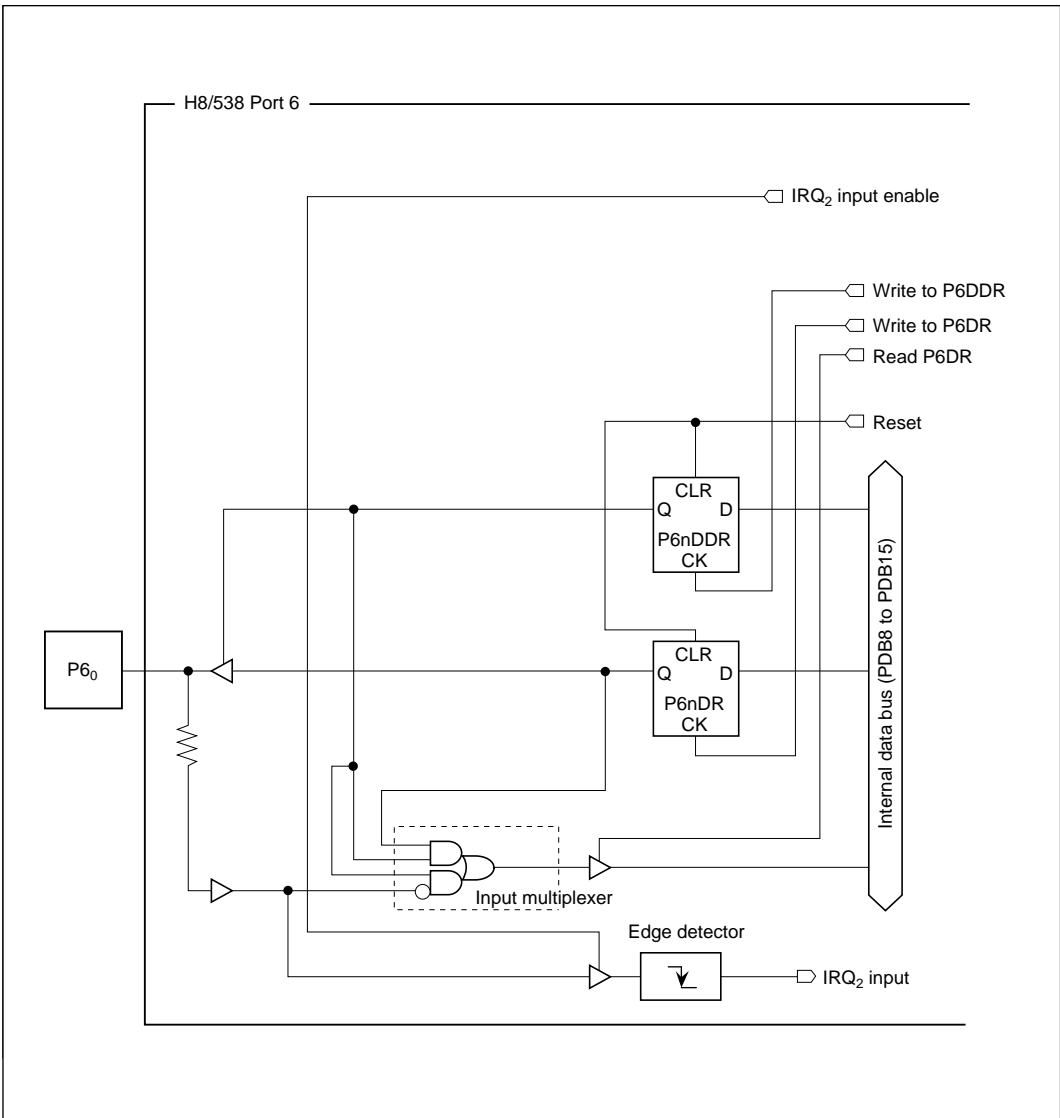 H8/538 Port 6
IRQ2 input enable
Write to P6DDR
Write to P6DR
Read P6DR
Reset
CLR
Q D
P6nDDR
CK
P60
CLR
Q D
P6nDR
CK
Internal data bus (PDB8 to PDB15)
Input multiplexer
Edge detector
IRQ2 input